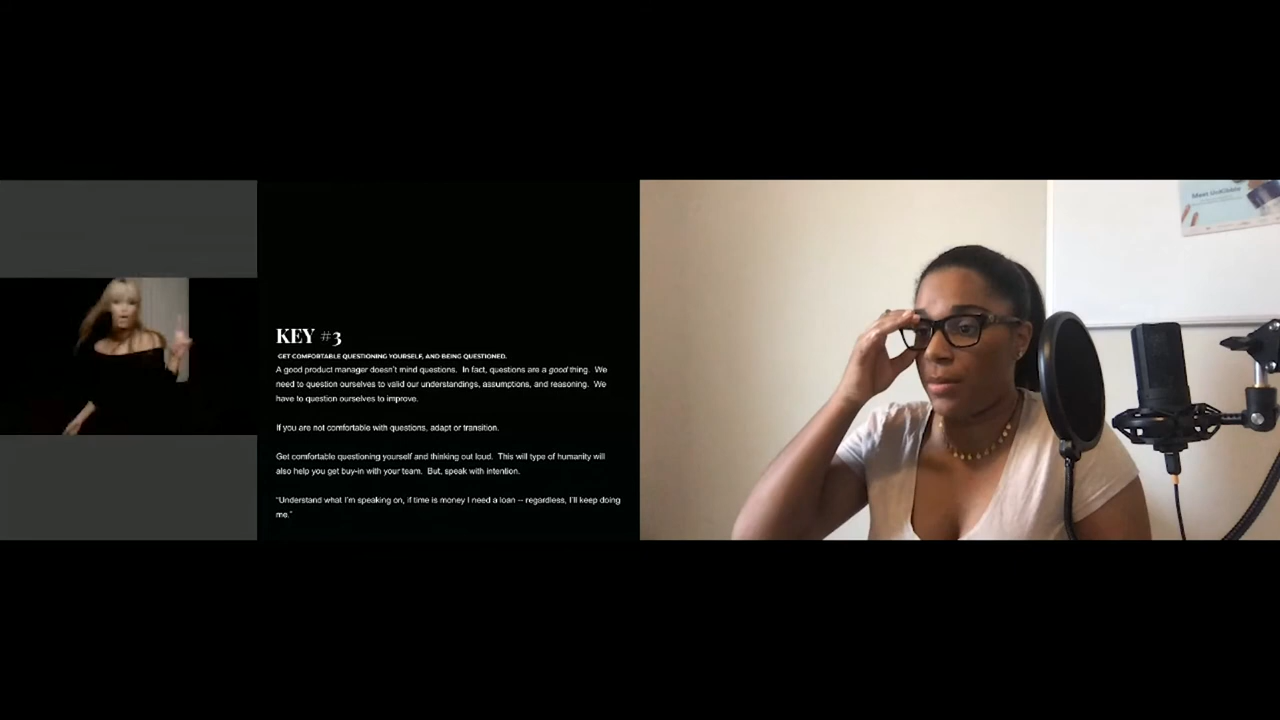 KEY #3
GET COMFORTABLE QUESTIONING YOURSELF, AND BEING QUESTIONED.
A good product manager doesn't mind questions. In fact, questions are a good thing. We
need to question ourselves to valid our understandings, assumptions, and reasoning. We
have to question ourselves to improve.
If you are not comfortable with questions, adapt or transition.
Get comfortable questioning yourself and thinking out loud. This will type of humanity will
also help you get buy-in with your team. But, speak with intention.
"Understand what I'm speaking on, if time is money I need a loan -- regardless, I'll keep doing
me."
Meet